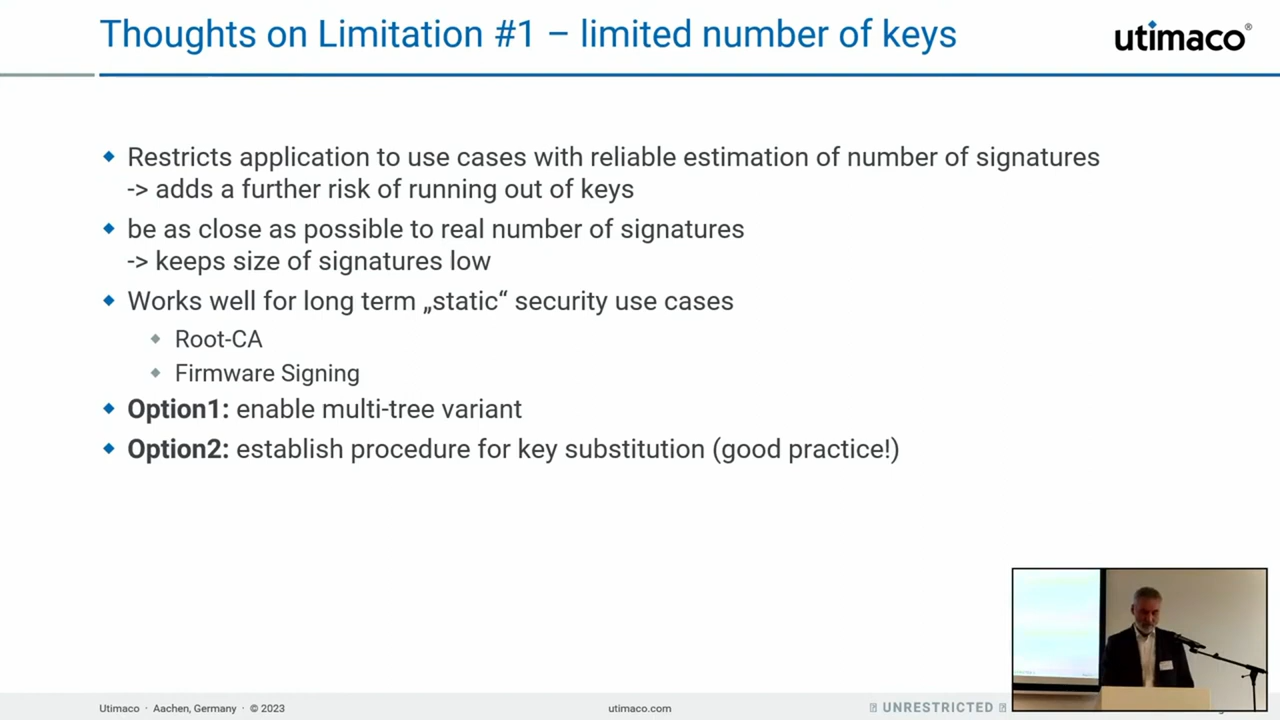 Thoughts on Limitation #1 – limited number of keys
utimaco®
◆ Restricts application to use cases with reliable estimation of number of signatures
-> adds a further risk of running out of keys
◆ be as close as possible to real number of signatures
-> keeps size of signatures low
◆ Works well for long term „static“ security use cases
◆ Root-CA
◆ Firmware Signing
◆ Option1: enable multi-tree variant
◆ Option2: establish procedure for key substitution (good practice!)
Utimaco · Aachen, Germany · © 2023
utimaco.com
UNRESTRICTED